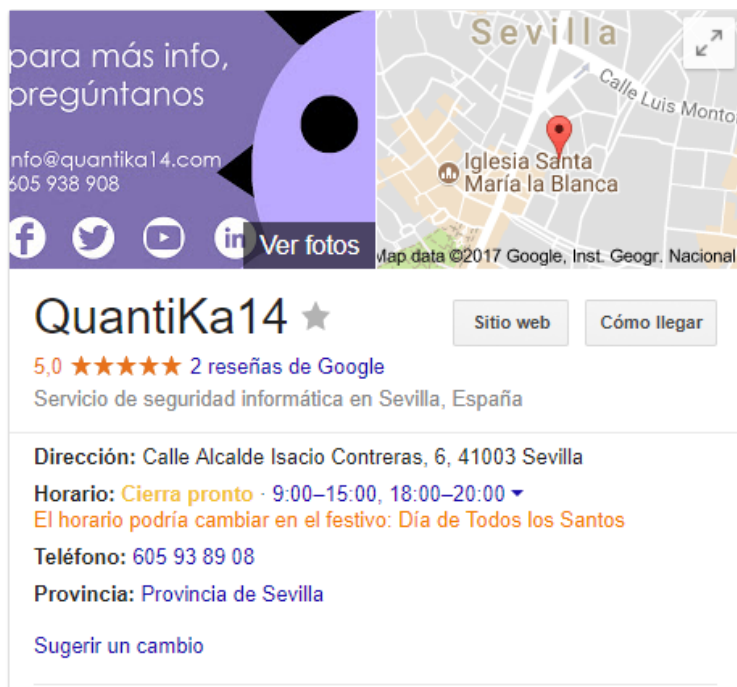 para más info,
pregúntanos
nfo@quantika14.com
605 938 908
Ver fotos
Sevilla
Calle Luis Monto
Iglesia Santa
María la Blanca
Map data ©2017 Google, Inst. Geogr. Nacional
QuantiKa14
Sitio web
Cómo llegar
5,0 ★★★★★ 2 reseñas de Google
Servicio de seguridad informática en Sevilla, España
Dirección: Calle Alcalde Isacio Contreras, 6, 41003 Sevilla
Horario: Cierra pronto · 9:00–15:00, 18:00–20:00
El horario podría cambiar en el festivo: Día de Todos los Santos
Teléfono: 605 93 89 08
Provincia: Provincia de Sevilla
Sugerir un cambio